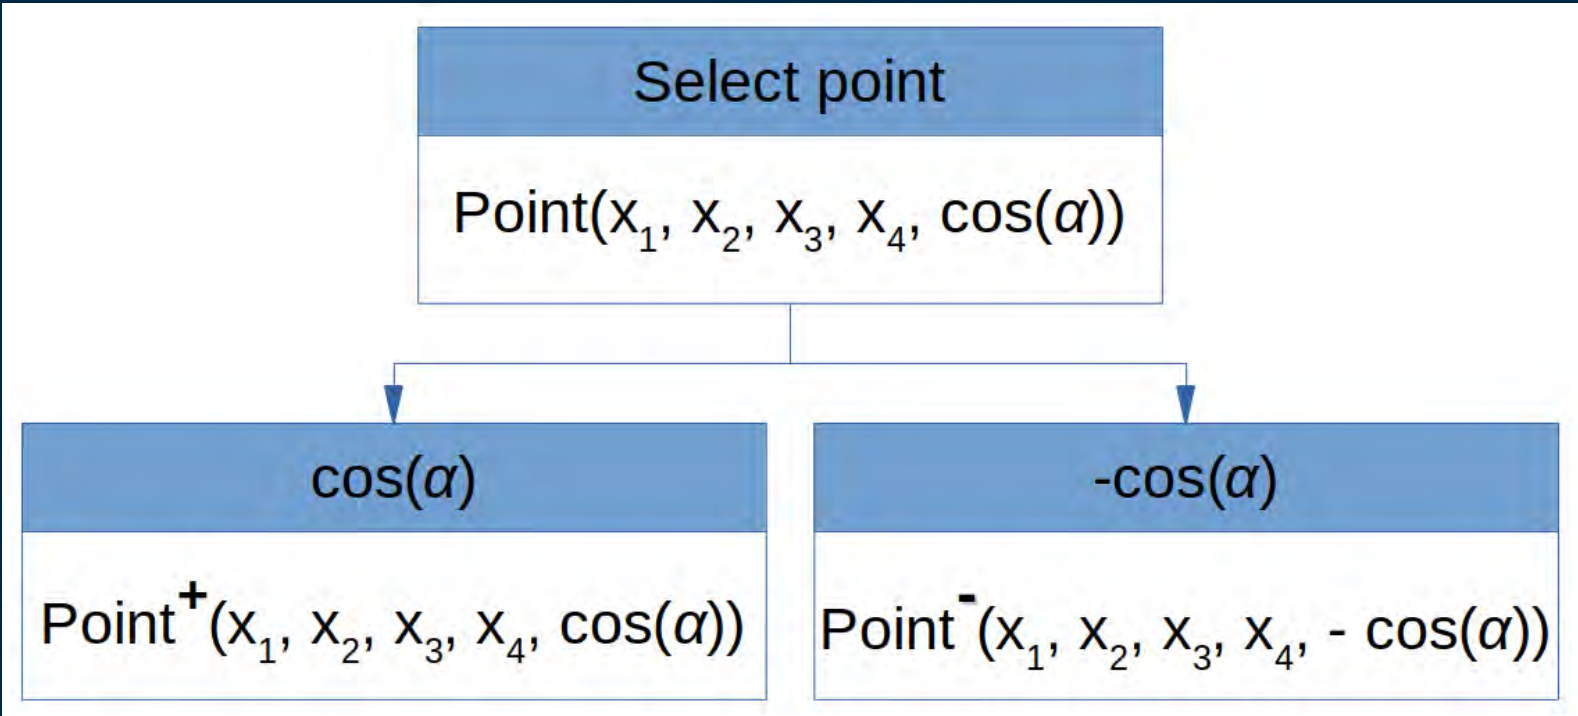 Select point
Point(x₁, x₂, x₃, x₄, cos(α))
cos(α)
Point⁺(x₁, x₂, x₃, x₄, cos(α))
-cos(α)
Point⁻(x₁, x₂, x₃, x₄, - cos(α))